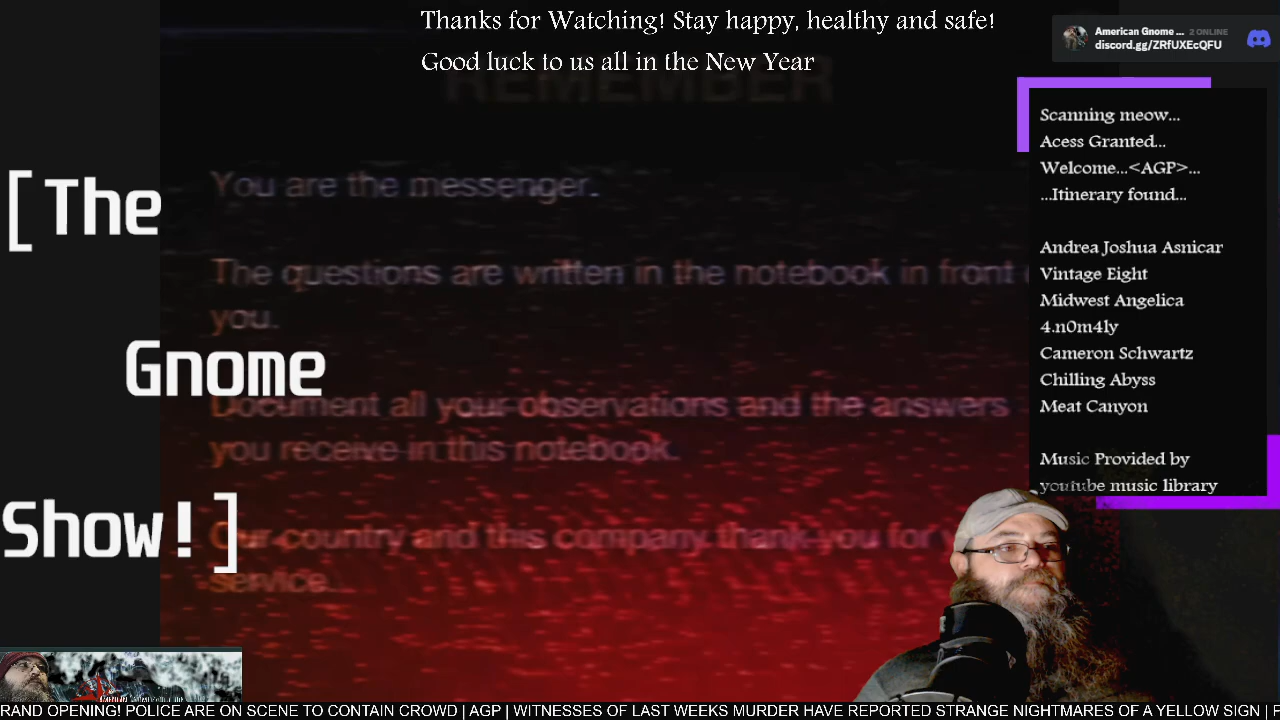 Thanks for Watching! Stay happy, healthy and safe!
Good luck to us all in the New Year
American Gnome ... 2 ONLINE
discord.gg/ZRfUXEcQFU
REMEMBER
You are the messenger.
The questions are written in the notebook in front
you.
Document all your observations and the answers
you receive in this notebook.
Our country and this company thank you for
service.
[The
Gnome
Show!]
Scanning meow...
Acess Granted...
Welcome...<AGP>...
...Itinerary found...
Andrea Joshua Asnicar
Vintage Eight
Midwest Angelica
4.n0m4ly
Cameron Schwartz
Chilling Abyss
Meat Canyon
Music Provided by
youtube music library
RAND OPENING! POLICE ARE ON SCENE TO CONTAIN CROWD | AGP | WITNESSES OF LAST WEEKS MURDER HAVE REPORTED STRANGE NIGHTMARES OF A YELLOW SIGN |